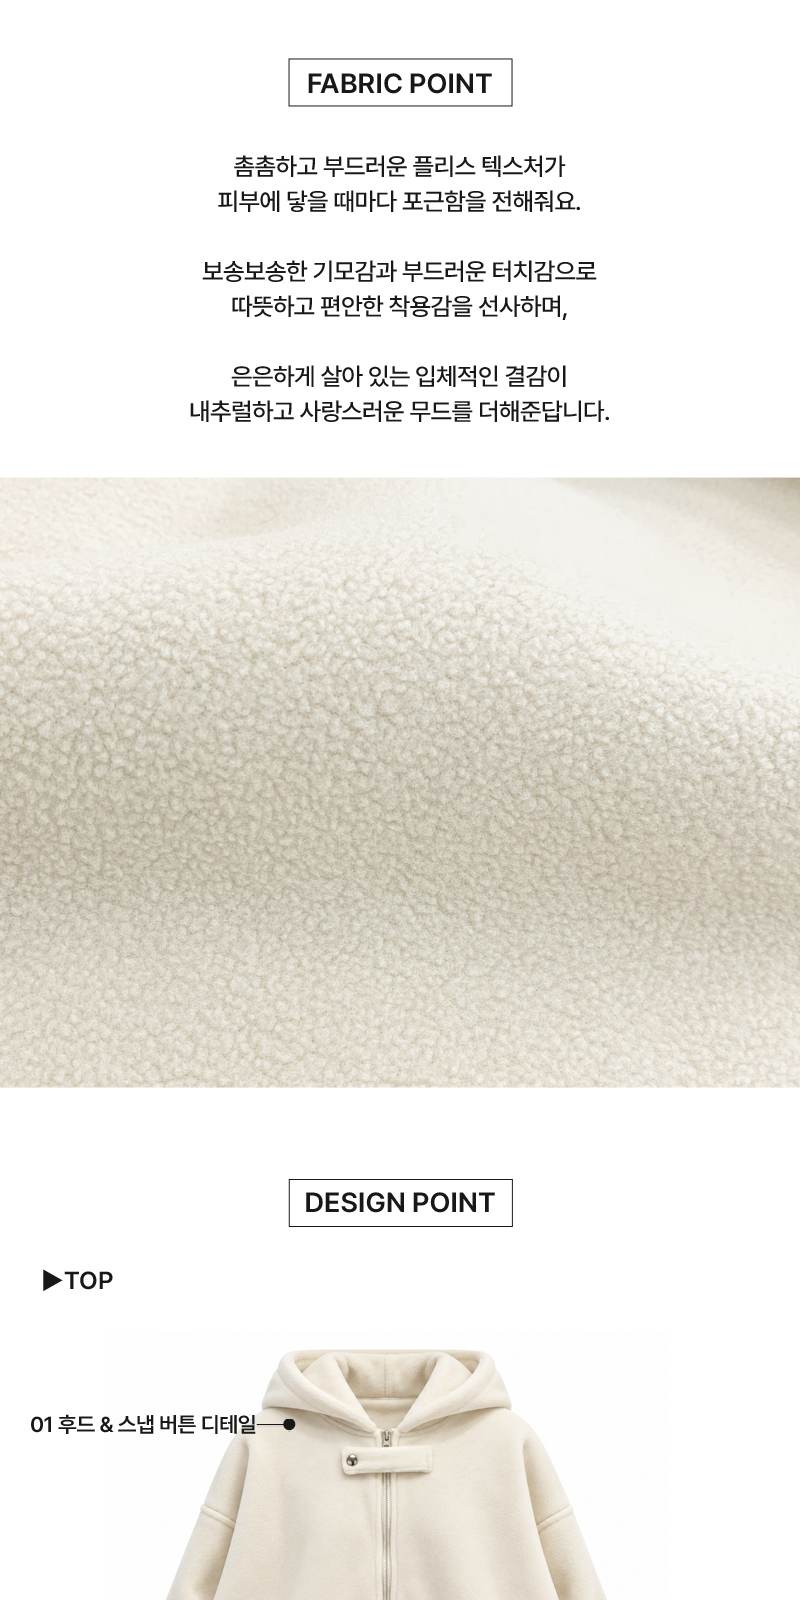 FABRIC POINT
촘촘하고 부드러운 플리스 텍스처가
피부에 닿을 때마다 포근함을 전해줘요.
보송보송한 기모감과 부드러운 터치감으로
따뜻하고 편안한 착용감을 선사하며,
은은하게 살아 있는 입체적인 결감이
내추럴하고 사랑스러운 무드를 더해준답니다.
DESIGN POINT
▶TOP
01 후드 & 스냅 버튼 디테일